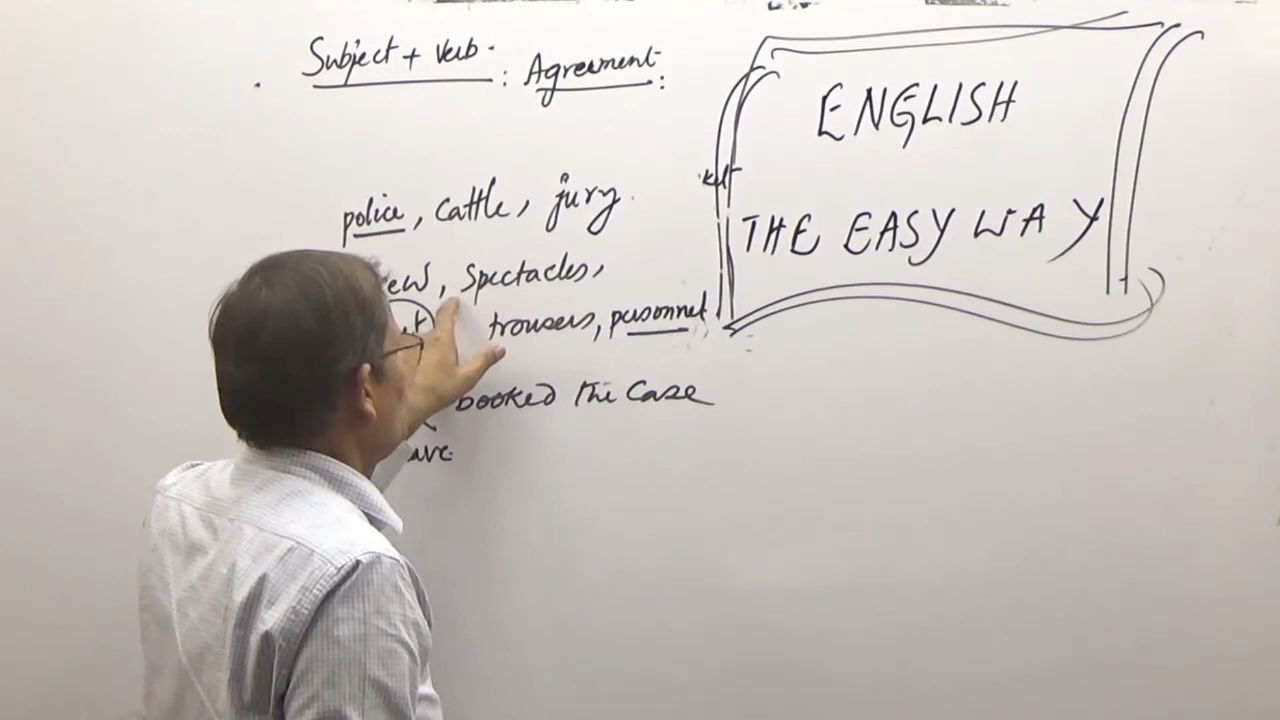 Subject + Verb. : Agreement :
police, cattle, jury.
Spectacles,
trousers, personnel
booked the case
ENGLISH
THE EASY WAY